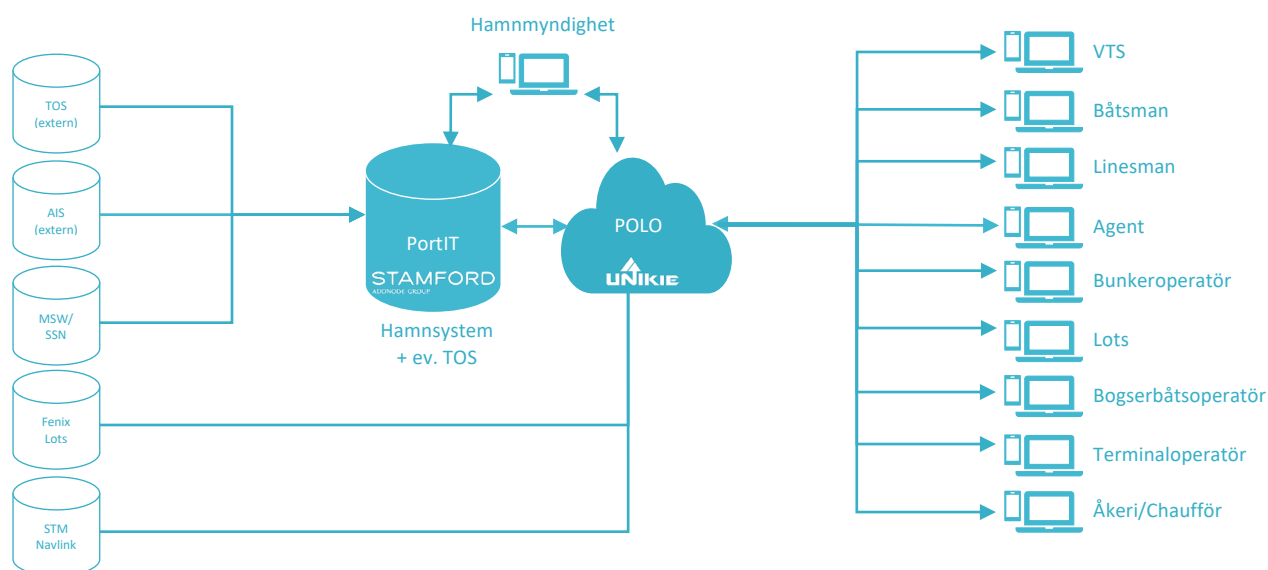 Hamnmyndighet
TOS
(extern)
AIS
(extern)
MSW/
SSN
Fenix
Lots
STM
Navlink
PortIT
STAMFORD
ADDNODE GROUP
Hamnsystem
+ ev. TOS
POLO
UNIKIE
VTS
Båtsman
Linesman
Agent
Bunkeroperatör
Lots
Bogserbåtsoperatör
Terminaloperatör
Åkeri/Chaufför